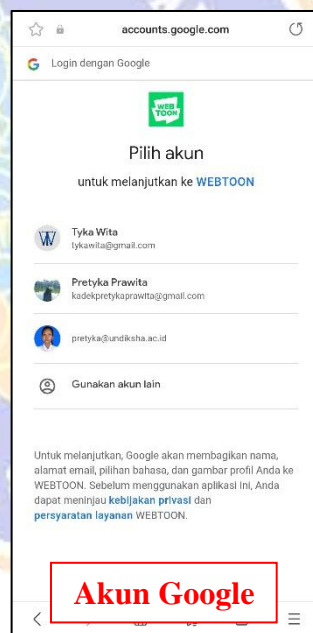 accounts.google.com
G Login dengan Google
WEB
TOON
Pilih akun
untuk melanjutkan ke WEBTOON
Tyka Wita
tykawita@gmail.com
Pretyka Prawita
kadekpretykaprawita@gmail.com
pretyka@undiksha.ac.id
Gunakan akun lain
Untuk melanjutkan, Google akan membagikan nama,
alamat email, pilihan bahasa, dan gambar profil Anda ke
WEBTOON. Sebelum menggunakan aplikasi ini, Anda
dapat meninjau kebijakan privasi dan
persyaratan layanan WEBTOON.
Akun Google